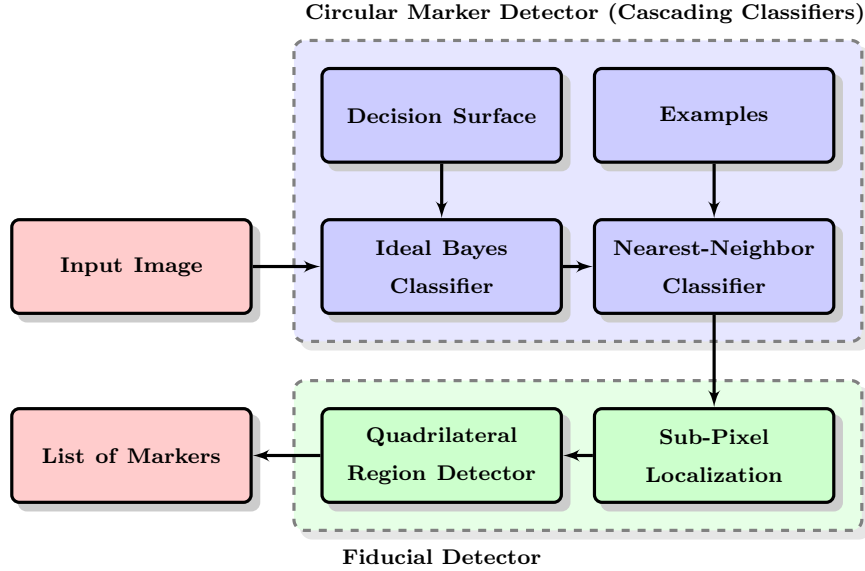 Circular Marker Detector (Cascading Classifiers)
Decision Surface
Examples
Input Image
Ideal Bayes
Classifier
Nearest-Neighbor
Classifier
List of Markers
Quadrilateral
Region Detector
Sub-Pixel
Localization
Fiducial Detector